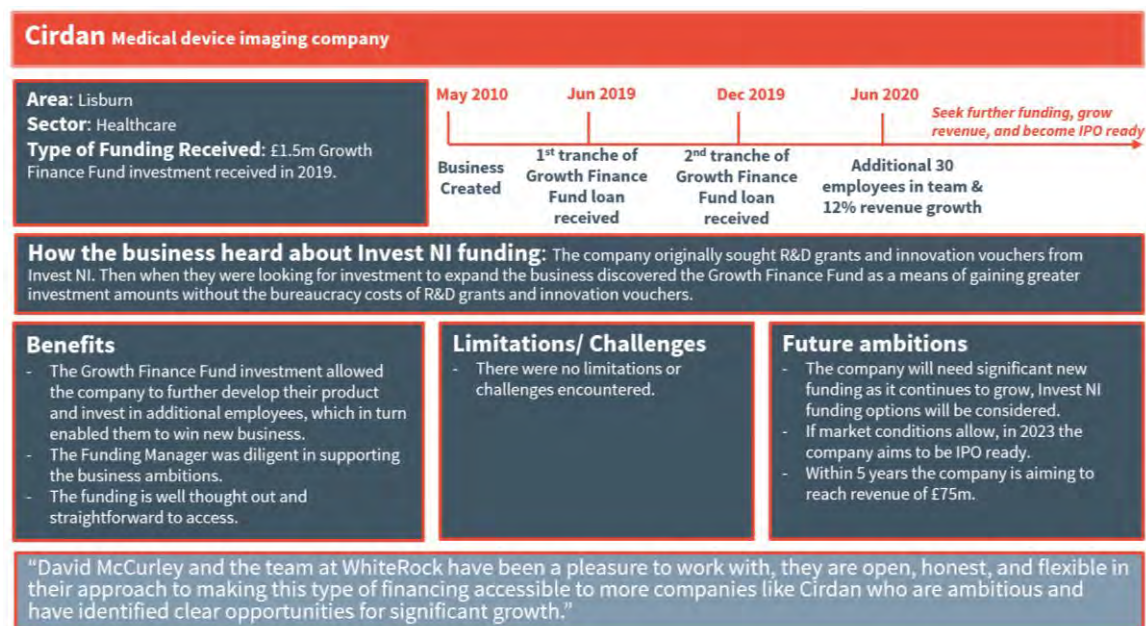 Cirdan Medical device imaging company
Area: Lisburn
Sector: Healthcare
Type of Funding Received: £1.5m Growth
Finance Fund investment received in 2019.
May 2010
Jun 2019
Dec 2019
Jun 2020
Seek further funding, grow
revenue, and become IPO ready
Business
Created
1st tranche of
Growth Finance
Fund loan
received
2nd tranche of
Growth Finance
Fund loan
received
Additional 30
employees in team &
12% revenue growth
How the business heard about Invest NI funding: The company originally sought R&D grants and innovation vouchers from
Invest NI. Then when they were looking for investment to expand the business discovered the Growth Finance Fund as a means of gaining greater
investment amounts without the bureaucracy costs of R&D grants and innovation vouchers.
Benefits
- The Growth Finance Fund investment allowed
the company to further develop their product
and invest in additional employees, which in turn
enabled them to win new business.
- The Funding Manager was diligent in supporting
the business ambitions.
- The funding is well thought out and
straightforward to access.
Limitations/ Challenges
- There were no limitations or
challenges encountered.
Future ambitions
- The company will need significant new
funding as it continues to grow, Invest NI
funding options will be considered.
- If market conditions allow, in 2023 the
company aims to be IPO ready.
- Within 5 years the company is aiming to
reach revenue of £75m.
“David McCurley and the team at WhiteRock have been a pleasure to work with, they are open, honest, and flexible in
their approach to making this type of financing accessible to more companies like Cirdan who are ambitious and
have identified clear opportunities for significant growth.”